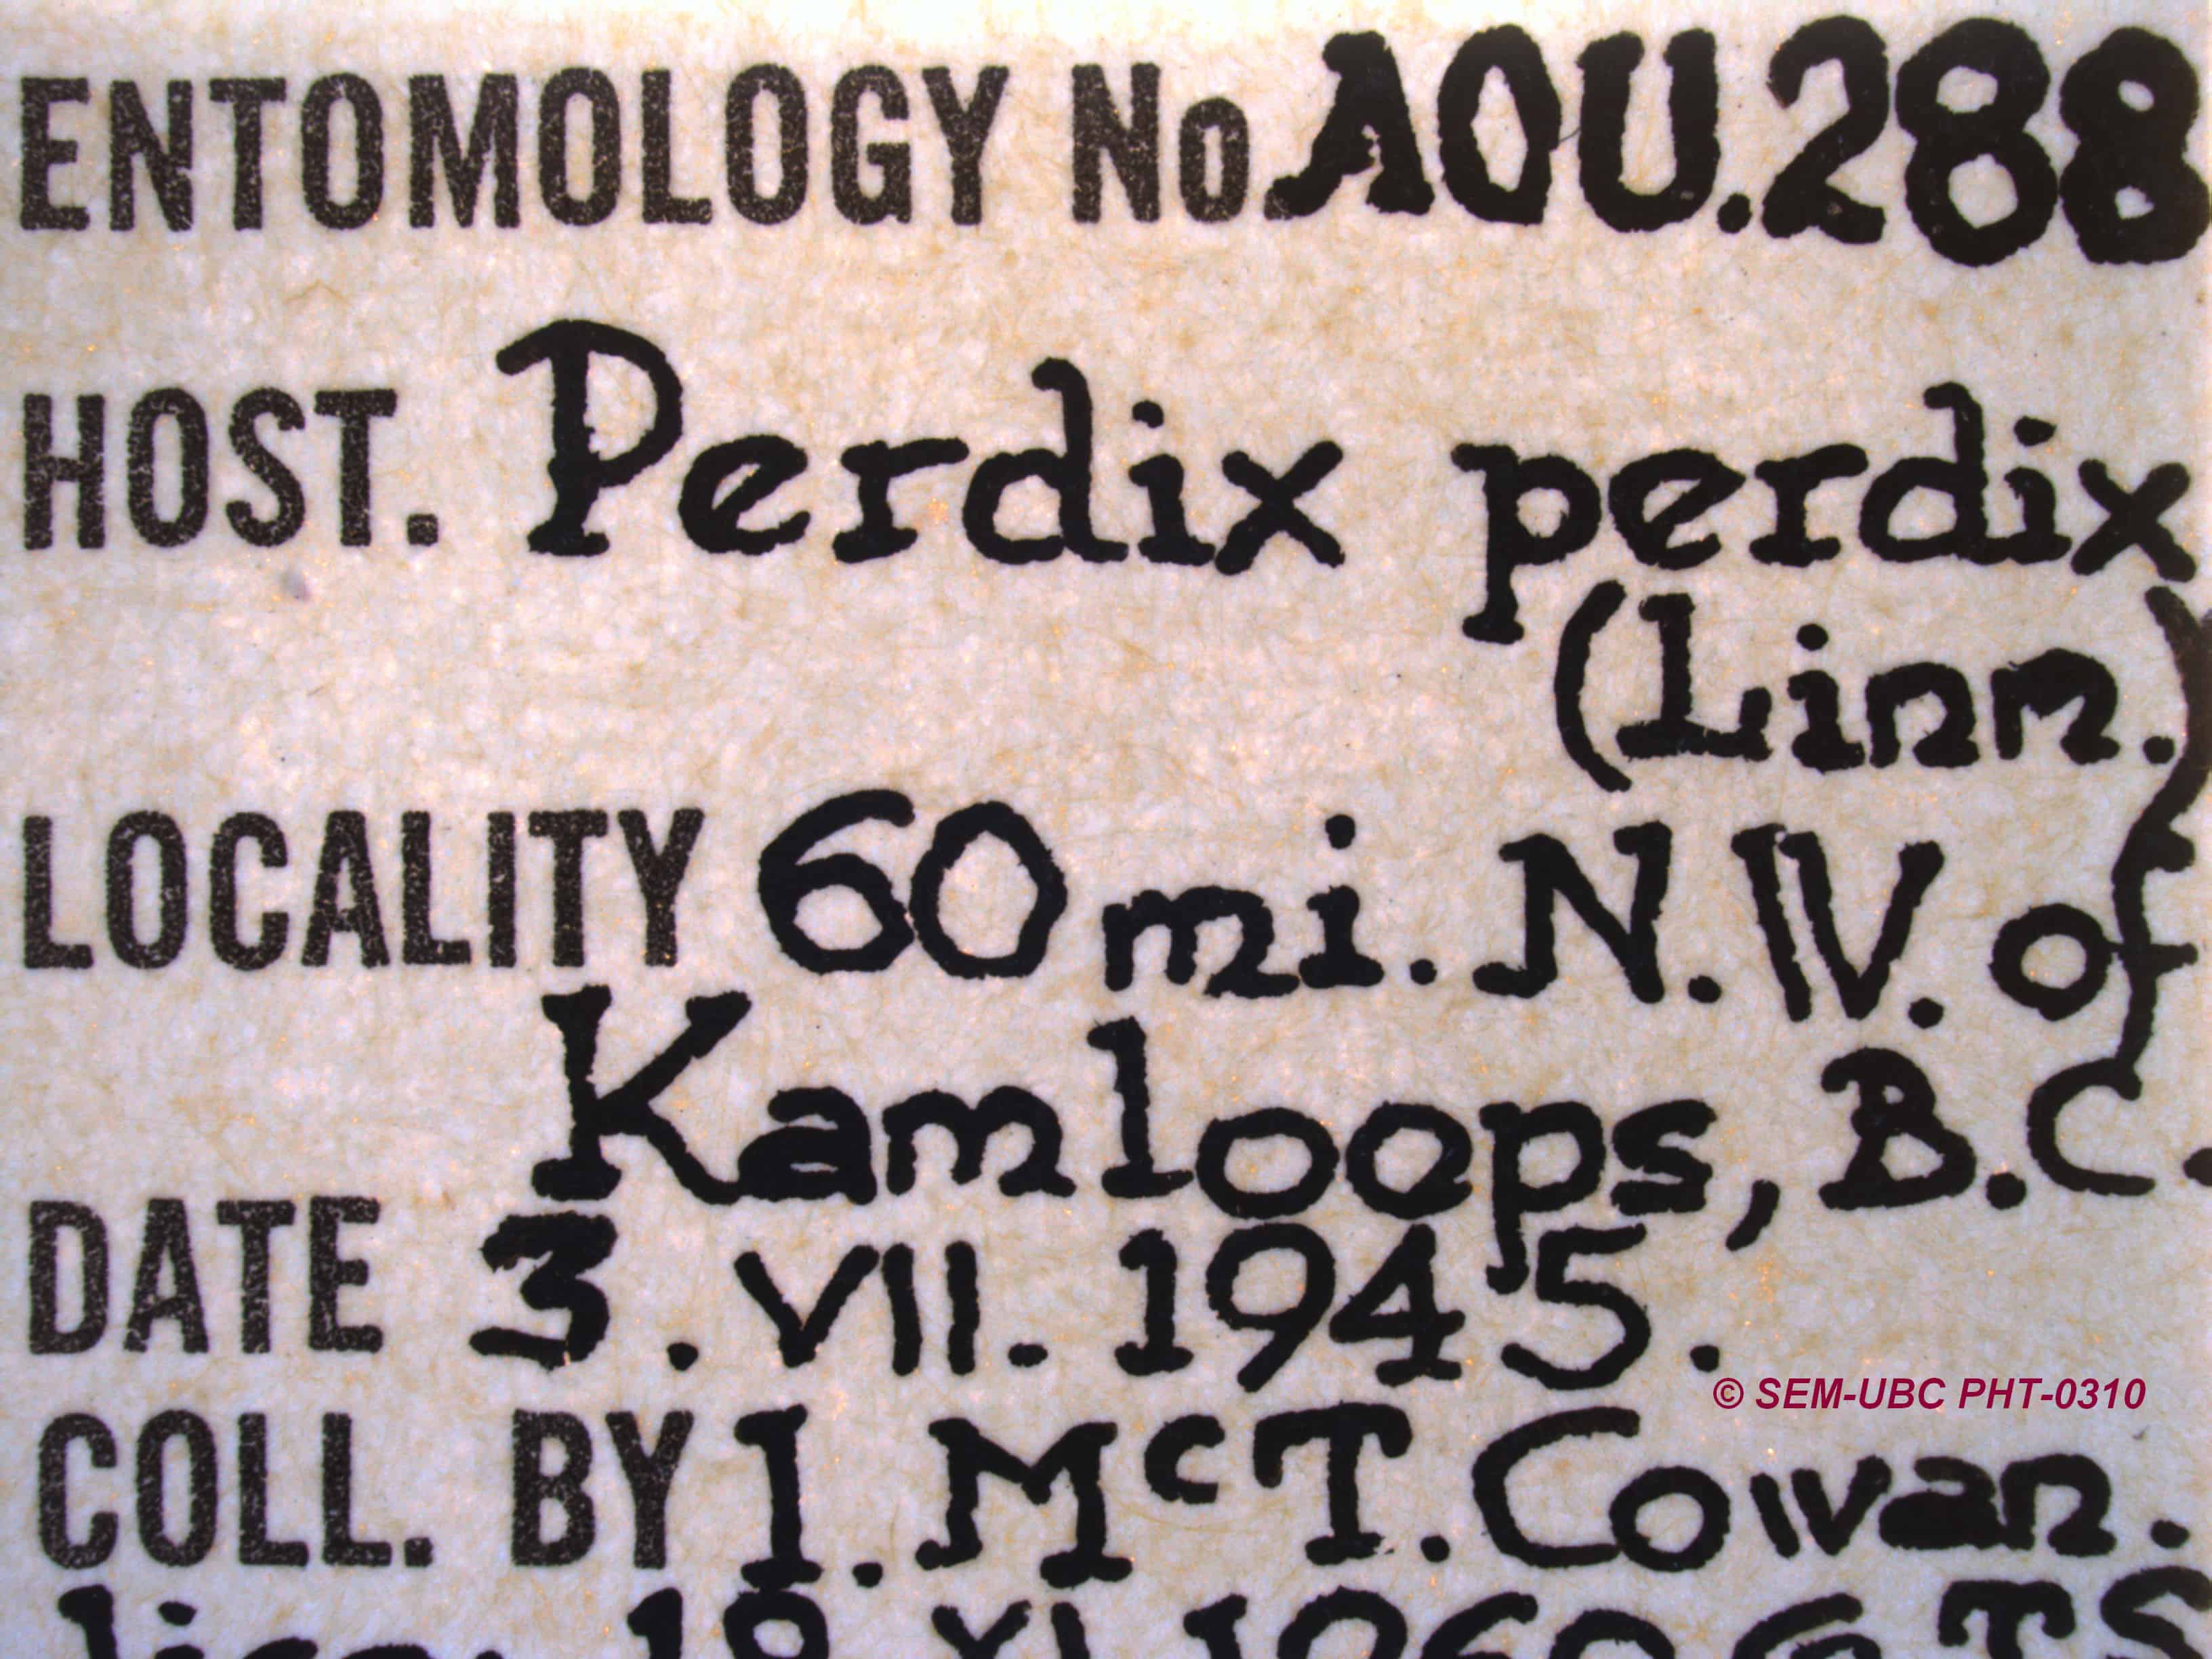 ENTOMOLOGY No AOU.288
HOST. Perdix perdix
(Linn.)
LOCALITY 60 mi. N.W. of
Kamloops, B.C.
DATE 3.VII.1945.
© SEM-UBC PHT-0310
COLL. BY I. McT. Cowan.